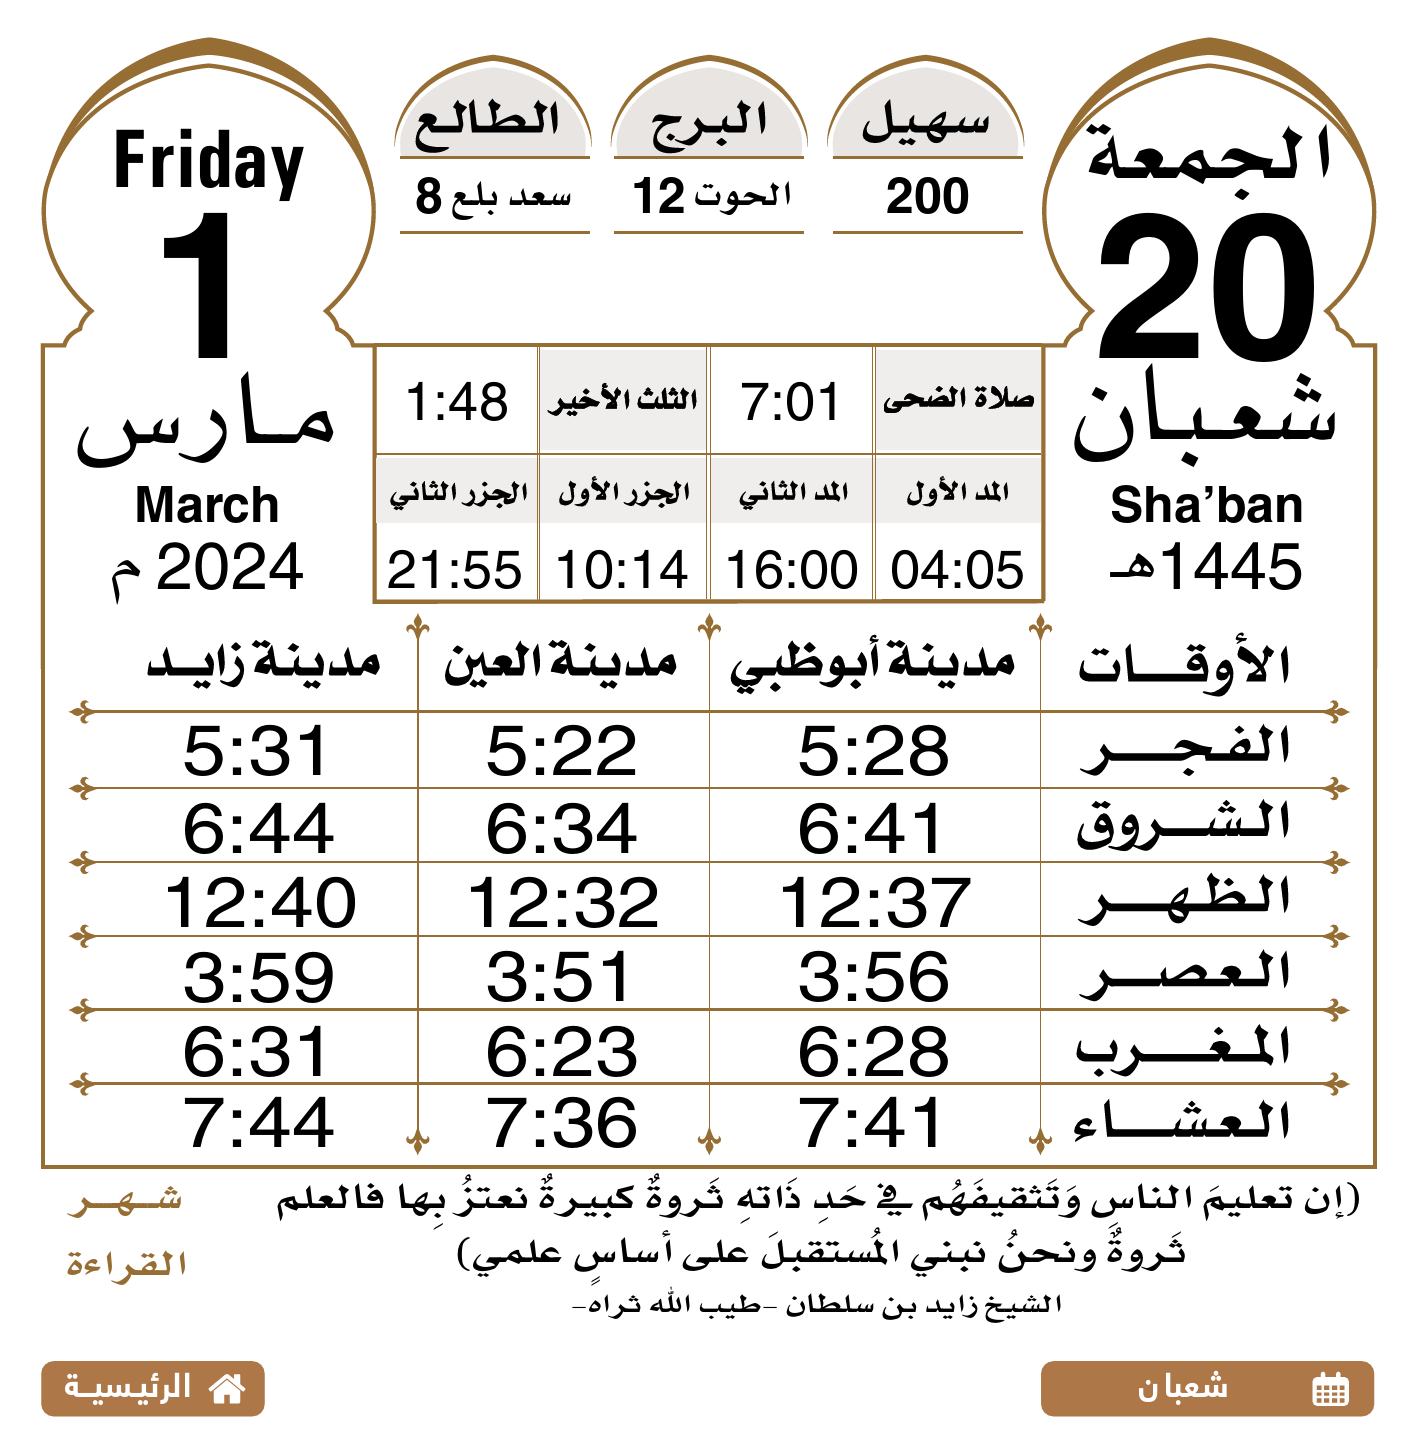 الجمعة
20
شعبان
Sha’ban
1445هـ
سهيل
200
البرج
الحوت 12
الطالع
سعد بلع 8
Friday
1
مارس
March
2024 م
صلاة الضحى 7:01 الثلث الأخير 1:48
المد الأول المد الثاني الجزر الأول الجزر الثاني
04:05 16:00 10:14 21:55
الأوقات مدينة أبوظبي مدينة العين مدينة زايد
الفجر 5:28 5:22 5:31
الشروق 6:41 6:34 6:44
الظهر 12:37 12:32 12:40
العصر 3:56 3:51 3:59
المغرب 6:28 6:23 6:31
العشاء 7:41 7:36 7:44
(إن تعليمَ الناسِ وَتَثقيفَهُم في حَدِ ذَاتهِ ثَروةٌ كبيرةٌ نعتزُ بِها فالعلم
ثَروةٌ ونحنُ نبني المُستقبلَ على أساسٍ علمي)
الشيخ زايد بن سلطان -طيب الله ثراه-
شهر
القراءة
شعبان
الرئيسية